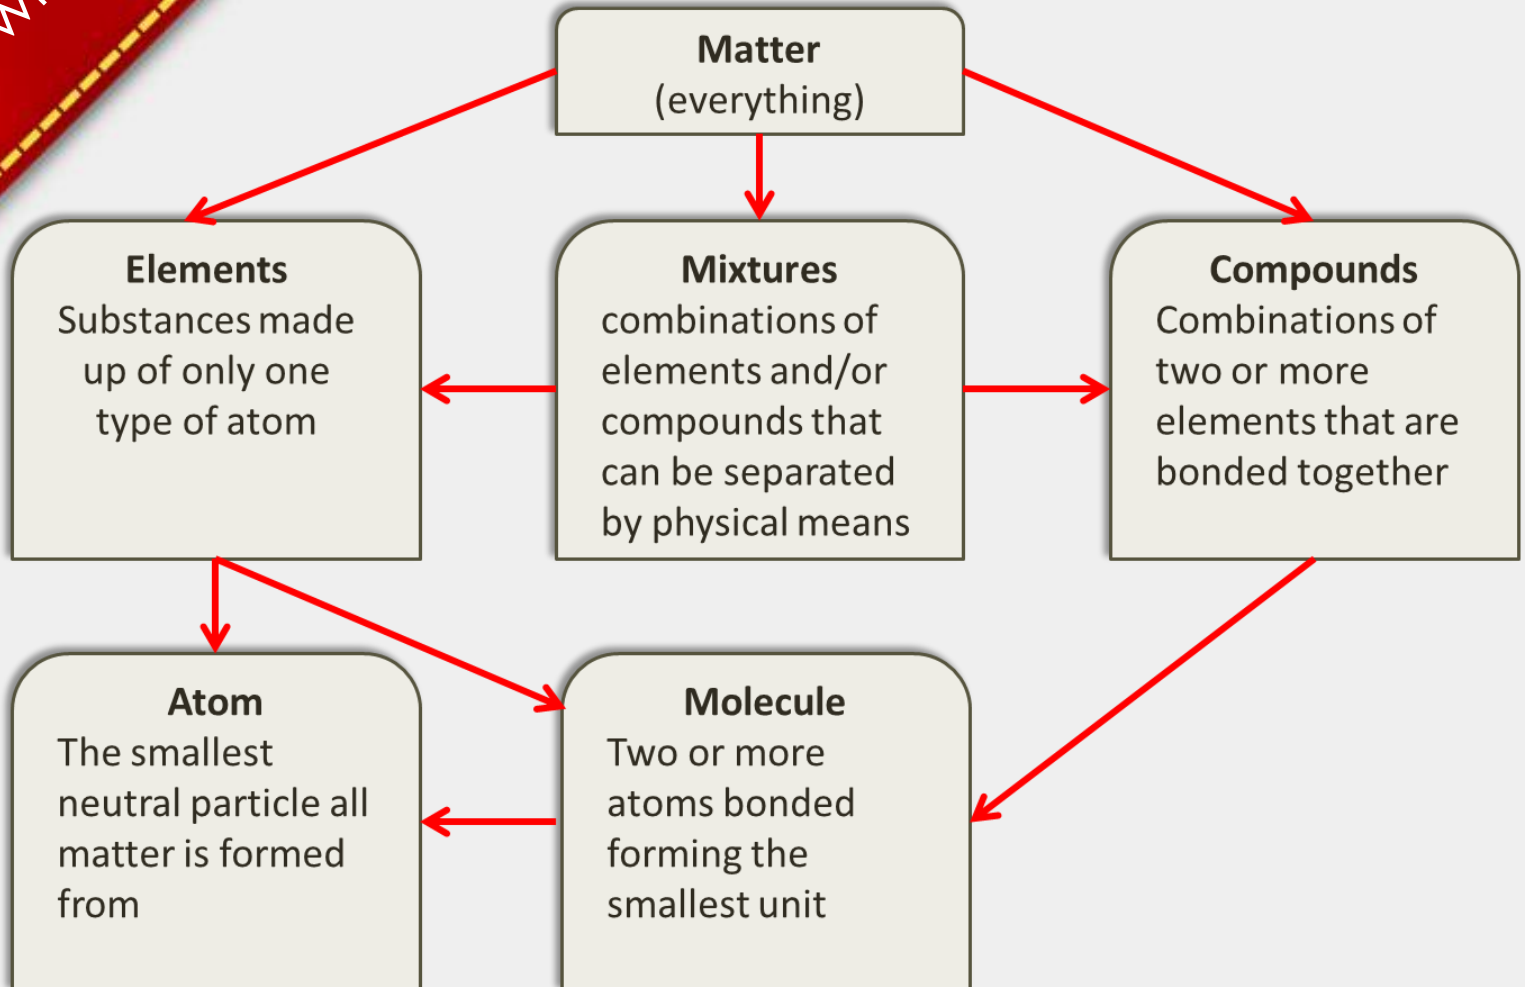 Matter
(everything)
Elements
Substances made
up of only one
type of atom
Mixtures
combinations of
elements and/or
compounds that
can be separated
by physical means
Compounds
Combinations of
two or more
elements that are
bonded together
Atom
The smallest
neutral particle all
matter is formed
from
Molecule
Two or more
atoms bonded
forming the
smallest unit